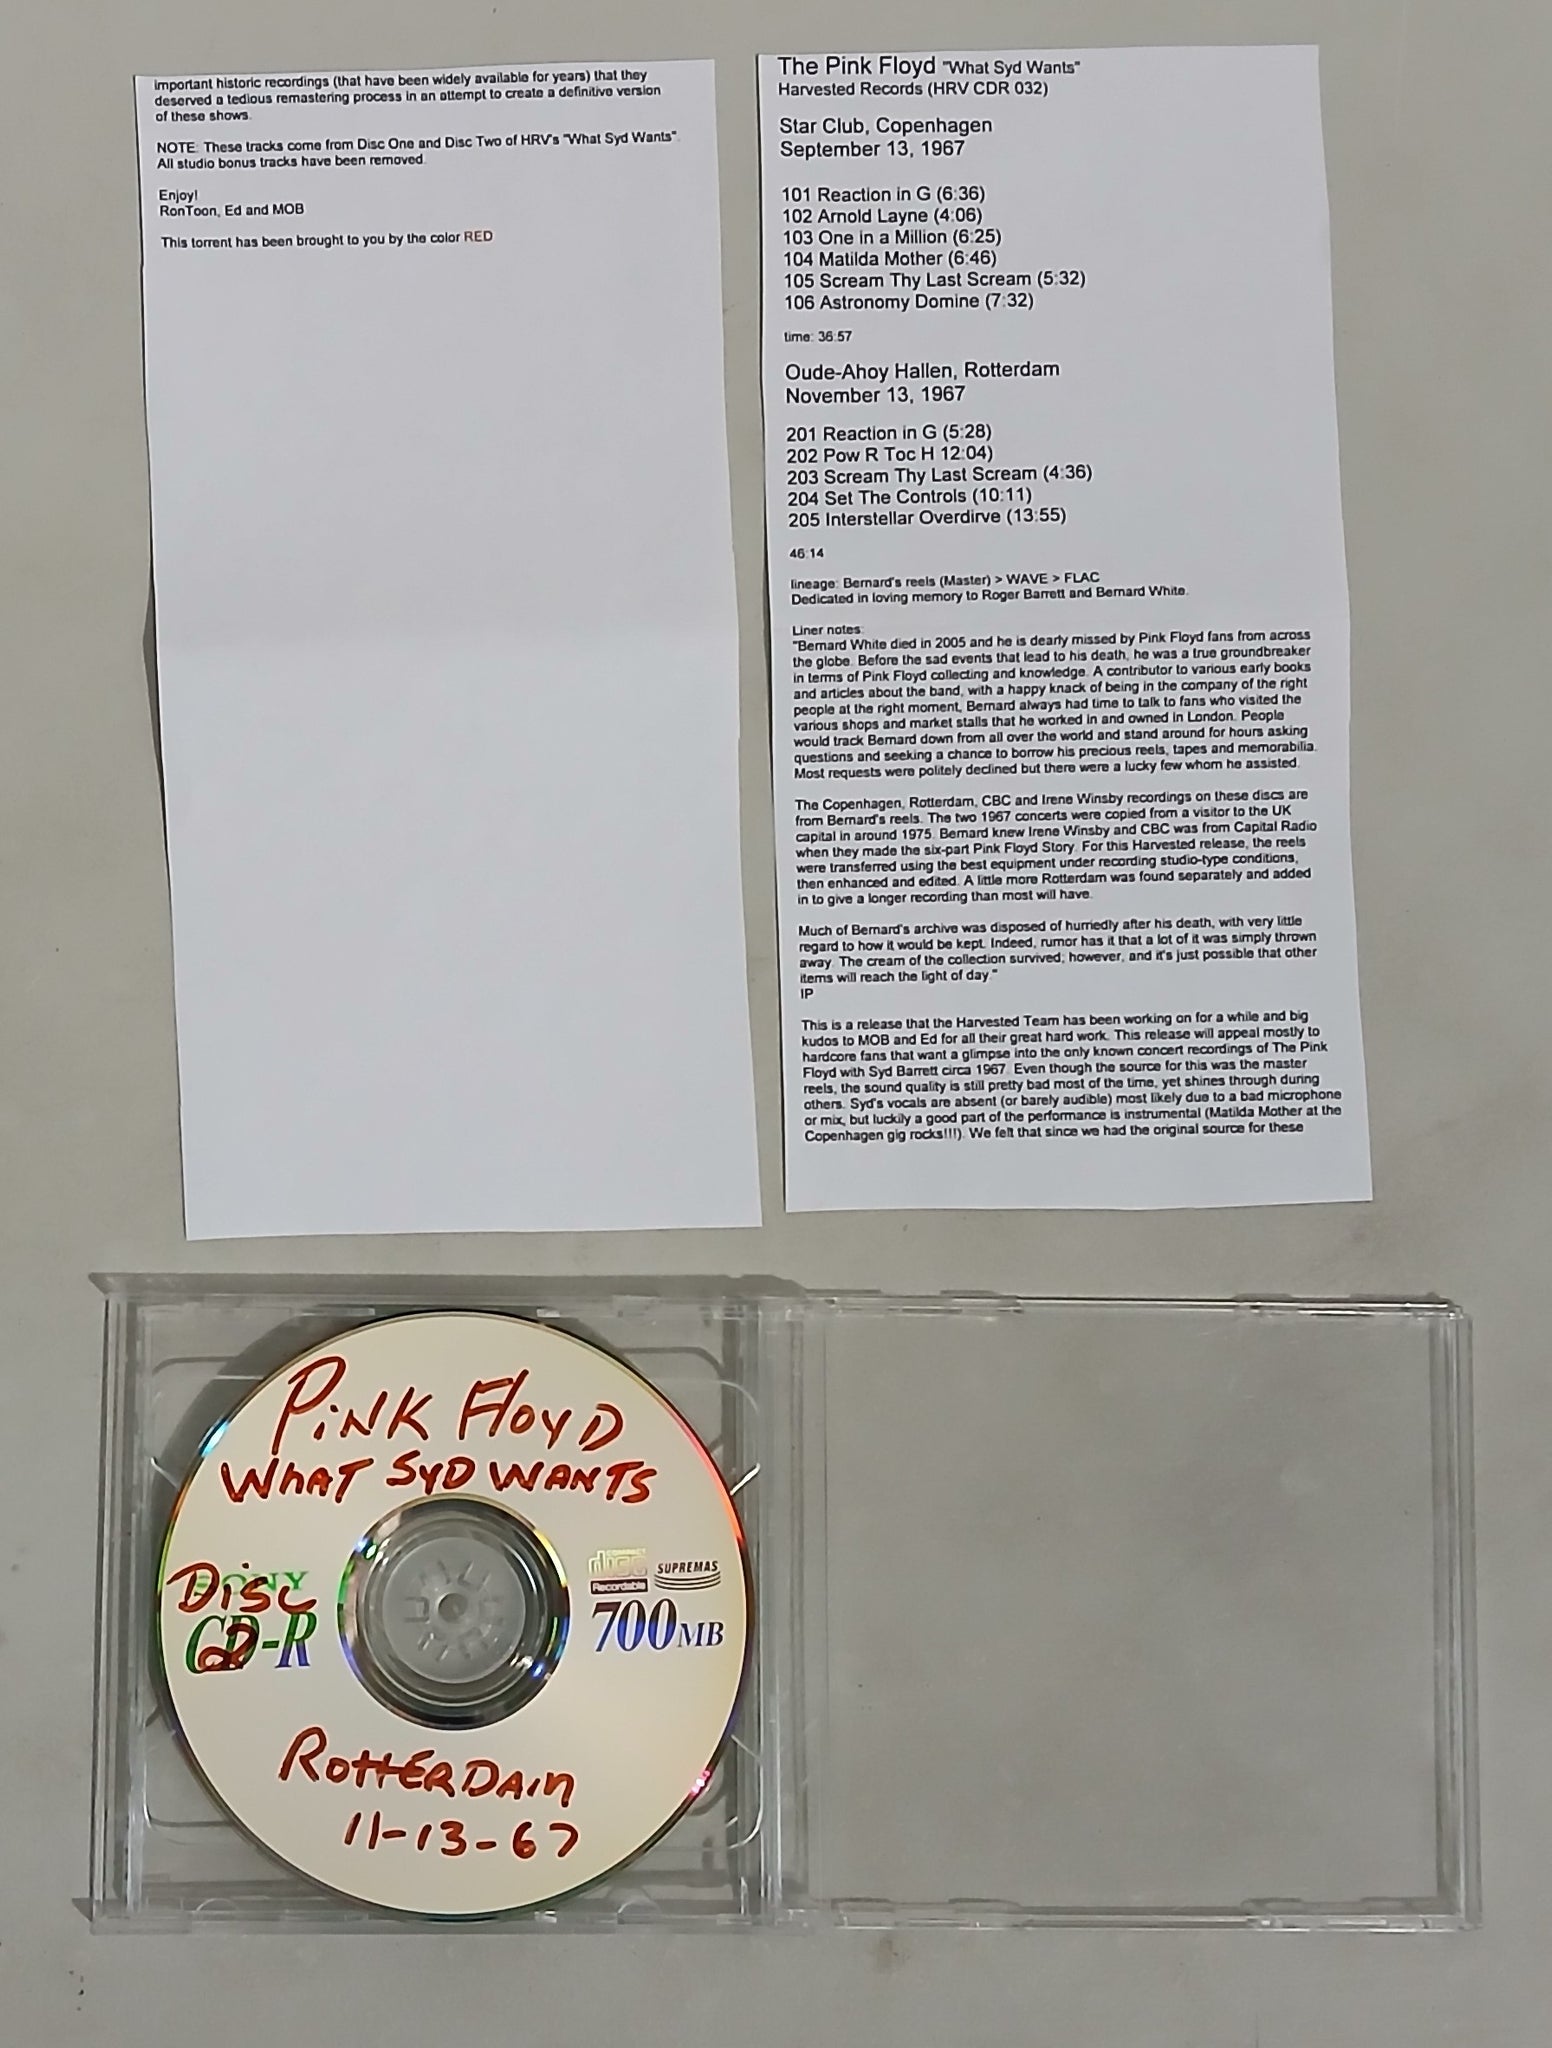 important historic recordings (that have been widely available for years) that they
deserved a tedious remastering process in an attempt to create a definitive version
of these shows.
NOTE: These tracks come from Disc One and Disc Two of HRV's "What Syd Wants".
All studio bonus tracks have been removed.
Enjoy!
RonToon, Ed and MOB
This torrent has been brought to you by the color RED
The Pink Floyd "What Syd Wants"
Harvested Records (HRV CDR 032)
Star Club, Copenhagen
September 13, 1967
101 Reaction in G (6:36)
102 Arnold Layne (4:06)
103 One in a Million (6:25)
104 Matilda Mother (6:46)
105 Scream Thy Last Scream (5:32)
106 Astronomy Domine (7:32)
time: 36:57
Oude-Ahoy Hallen, Rotterdam
November 13, 1967
201 Reaction in G (5:28)
202 Pow R Toc H 12:04)
203 Scream Thy Last Scream (4:36)
204 Set The Controls (10:11)
205 Interstellar Overdirve (13:55)
46:14
lineage: Bernard's reels (Master) > WAVE > FLAC
Dedicated in loving memory to Roger Barrett and Bernard White.
Liner notes:
"Bernard White died in 2005 and he is dearly missed by Pink Floyd fans from across
the globe. Before the sad events that lead to his death, he was a true groundbreaker
in terms of Pink Floyd collecting and knowledge. A contributor to various early books
and articles about the band, with a happy knack of being in the company of the right
people at the right moment, Bernard always had time to talk to fans who visited the
various shops and market stalls that he worked in and owned in London. People
would track Bernard down from all over the world and stand around for hours asking
questions and seeking a chance to borrow his precious reels, tapes and memorabilia.
Most requests were politely declined but there were a lucky few whom he assisted.
The Copenhagen, Rotterdam, CBC and Irene Winsby recordings on these discs are
from Bernard's reels. The two 1967 concerts were copied from a visitor to the UK
capital in around 1975. Bernard knew Irene Winsby and CBC was from Capital Radio
when they made the six-part Pink Floyd Story. For this Harvested release, the reels
were transferred using the best equipment under recording studio-type conditions,
then enhanced and edited. A little more Rotterdam was found separately and added
in to give a longer recording than most will have.
Much of Bernard's archive was disposed of hurriedly after his death, with very little
regard to how it would be kept. Indeed, rumor has it that a lot of it was simply thrown
away. The cream of the collection survived; however, and it's just possible that other
items will reach the light of day."
IP
This is a release that the Harvested Team has been working on for a while and big
kudos to MOB and Ed for all their great hard work. This release will appeal mostly to
hardcore fans that want a glimpse into the only known concert recordings of The Pink
Floyd with Syd Barrett circa 1967. Even though the source for this was the master
reels, the sound quality is still pretty bad most of the time, yet shines through during
others. Syd's vocals are absent (or barely audible) most likely due to a bad microphone
or mix, but luckily a good part of the performance is instrumental (Matilda Mother at the
Copenhagen gig rocks!!!). We felt that since we had the original source for these
PINK FLOYD
WHAT SYD WANTS
DISC
2
SONY
CD-R
COMPACT
disc
Recordable
SUPREMAS
700MB
ROTTERDAM
11-13-67